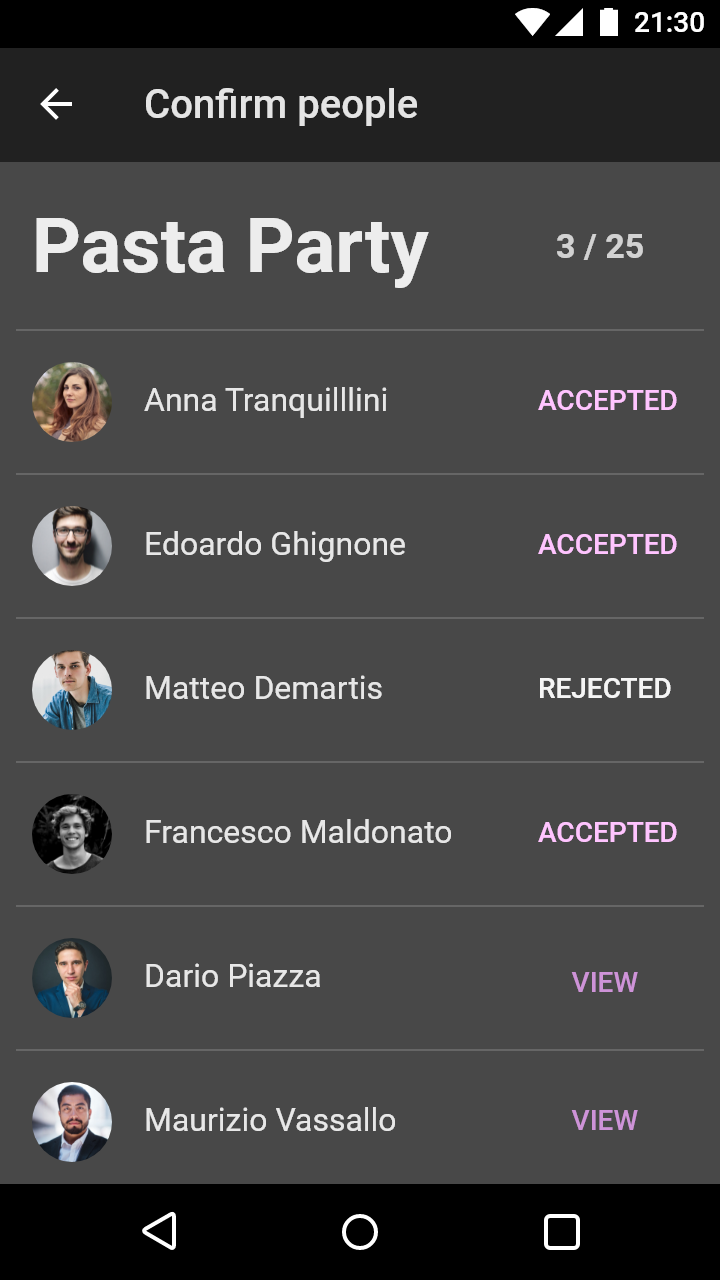 21:30
Confirm people
Pasta Party 3 / 25
Anna Tranquilllini ACCEPTED
Edoardo Ghignone ACCEPTED
Matteo Demartis REJECTED
Francesco Maldonato ACCEPTED
Dario Piazza VIEW
Maurizio Vassallo VIEW